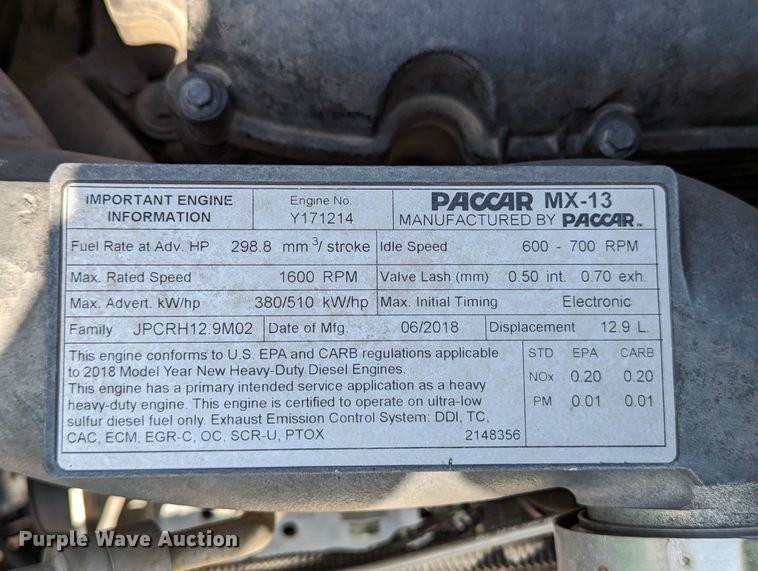 IMPORTANT ENGINE
INFORMATION
Engine No.
Y171214
PACCAR MX-13
MANUFACTURED BY PACCAR
Fuel Rate at Adv. HP 298.8 mm³/ stroke
Idle Speed 600 - 700 RPM
Max. Rated Speed 1600 RPM
Valve Lash (mm) 0.50 int. 0.70 exh.
Max. Advert. kW/hp 380/510 kW/hp
Max. Initial Timing Electronic
Family JPCRH12.9M02
Date of Mfg. 06/2018
Displacement 12.9 L.
This engine conforms to U.S. EPA and CARB regulations applicable
to 2018 Model Year New Heavy-Duty Diesel Engines.
This engine has a primary intended service application as a heavy
heavy-duty engine. This engine is certified to operate on ultra-low
sulfur diesel fuel only. Exhaust Emission Control System: DDI, TC,
CAC, ECM, EGR-C, OC, SCR-U, PTOX 2148356
STD EPA CARB
NOx 0.20 0.20
PM 0.01 0.01
Purple Wave Auction